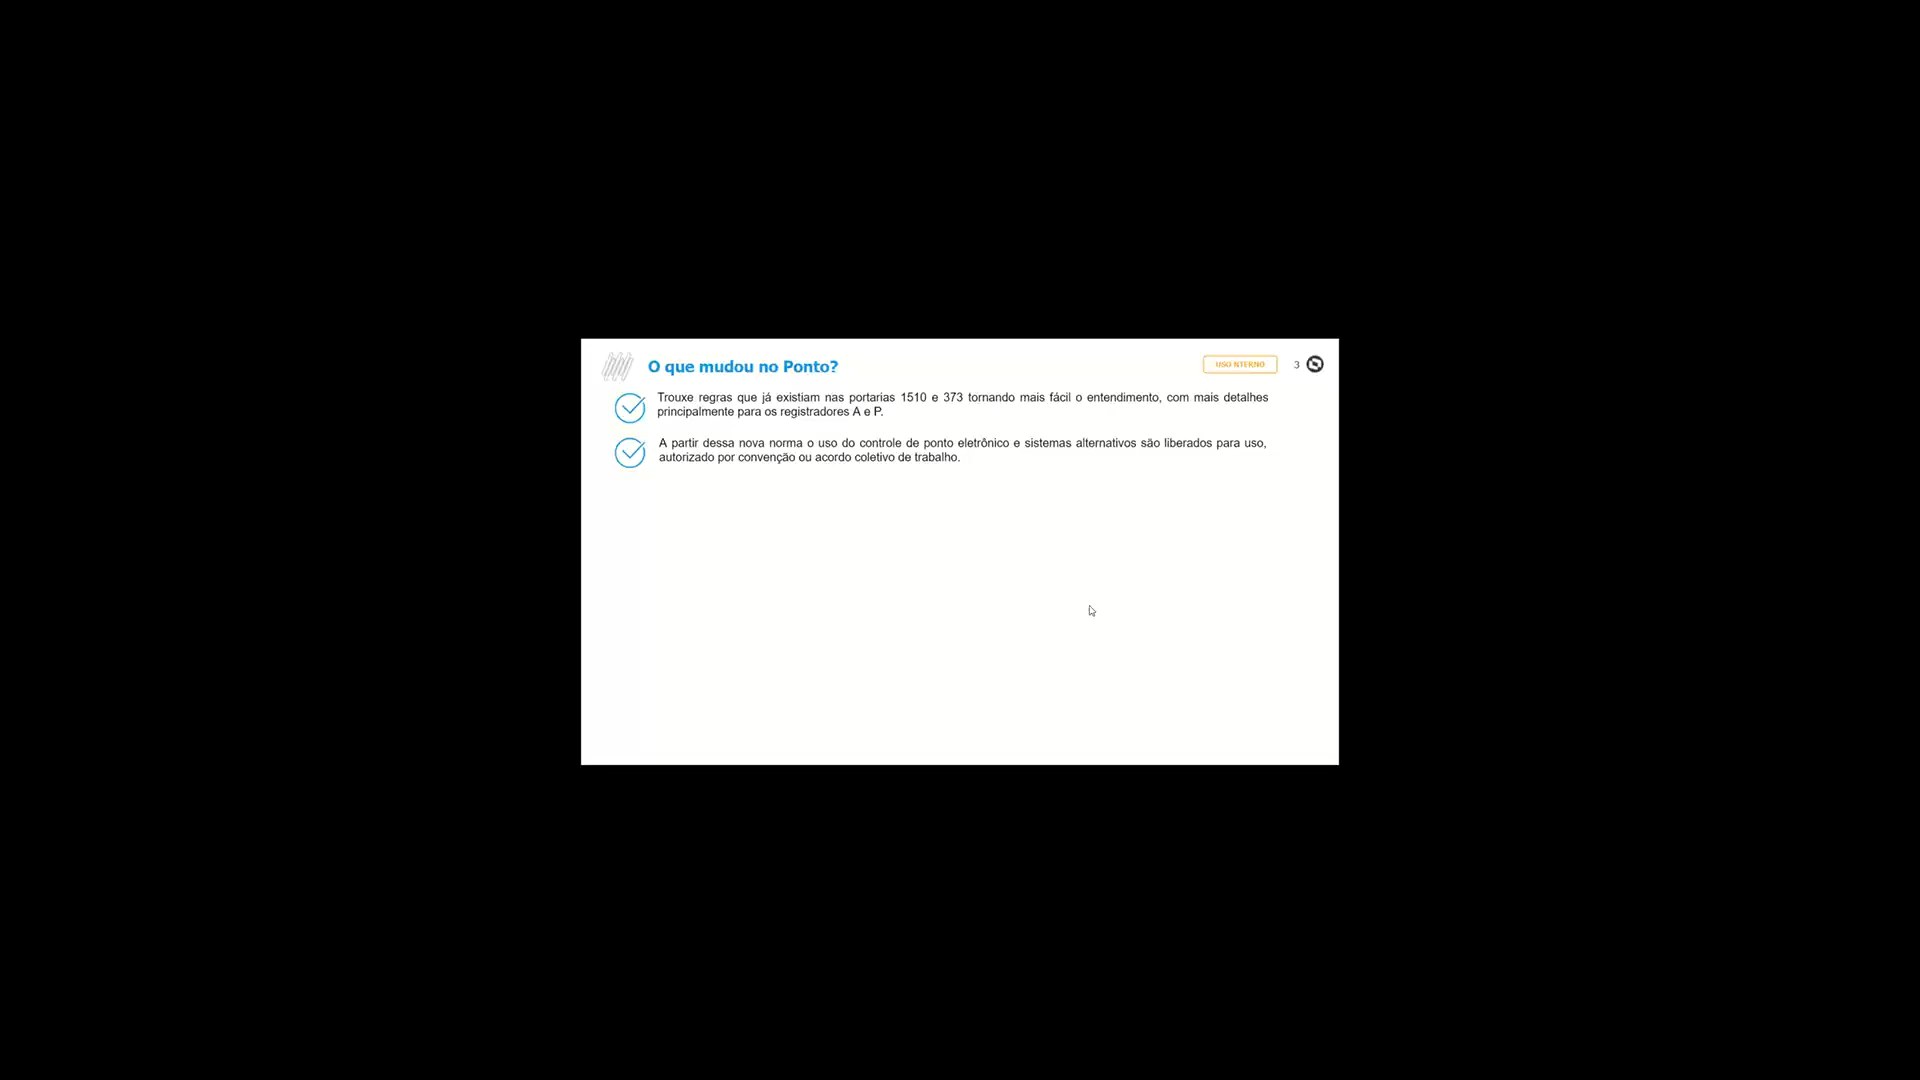 O que mudou no Ponto?
USO NTERNO
3
Trouxe regras que já existiam nas portarias 1510 e 373 tornando mais fácil o entendimento, com mais detalhes
principalmente para os registradores A e P.
A partir dessa nova norma o uso do controle de ponto eletrônico e sistemas alternativos são liberados para uso,
autorizado por convenção ou acordo coletivo de trabalho.